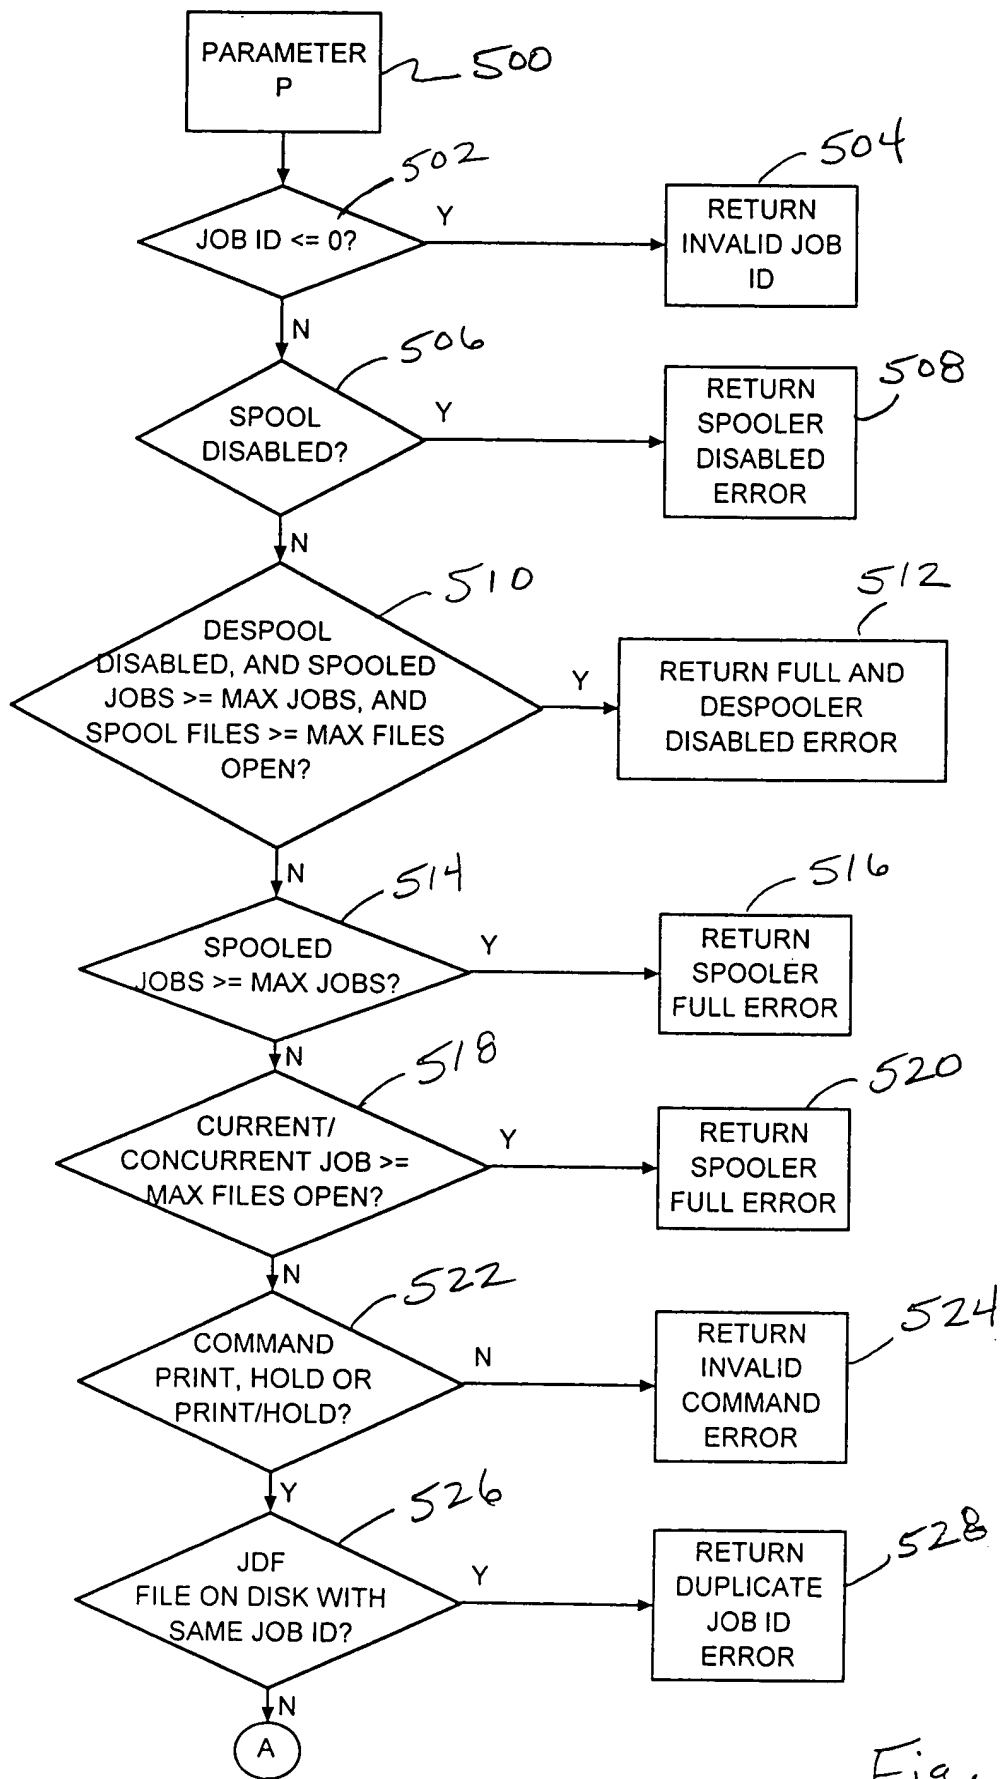 PARAMETER
P
500
502
JOB ID <= 0?
Y
504
RETURN
INVALID JOB
ID
N
506
SPOOL
DISABLED?
Y
508
RETURN
SPOOLER
DISABLED
ERROR
N
510
DESPOOL
DISABLED, AND SPOOLED
JOBS >= MAX JOBS, AND
SPOOL FILES >= MAX FILES
OPEN?
Y
512
RETURN FULL AND
DESPOOLER
DISABLED ERROR
N
514
SPOOLED
JOBS >= MAX JOBS?
Y
516
RETURN
SPOOLER
FULL ERROR
N
518
CURRENT/
CONCURRENT JOB >=
MAX FILES OPEN?
Y
520
RETURN
SPOOLER
FULL ERROR
N
522
COMMAND
PRINT, HOLD OR
PRINT/HOLD?
N
524
RETURN
INVALID
COMMAND
ERROR
Y
526
JDF
FILE ON DISK WITH
SAME JOB ID?
Y
528
RETURN
DUPLICATE
JOB ID
ERROR
N
A
Fig.